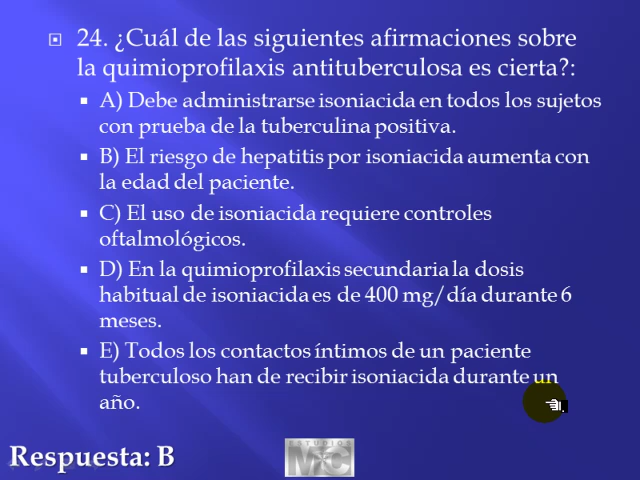 24. ¿Cuál de las siguientes afirmaciones sobre
la quimioprofilaxis antituberculosa es cierta?:
A) Debe administrarse isoniacida en todos los sujetos
con prueba de la tuberculina positiva.
B) El riesgo de hepatitis por isoniacida aumenta con
la edad del paciente.
C) El uso de isoniacida requiere controles
oftalmológicos.
D) En la quimioprofilaxis secundaria la dosis
habitual de isoniacida es de 400 mg/día durante 6
meses.
E) Todos los contactos íntimos de un paciente
tuberculoso han de recibir isoniacida durante un
año.
Respuesta: B
ESTUDIOS
MC